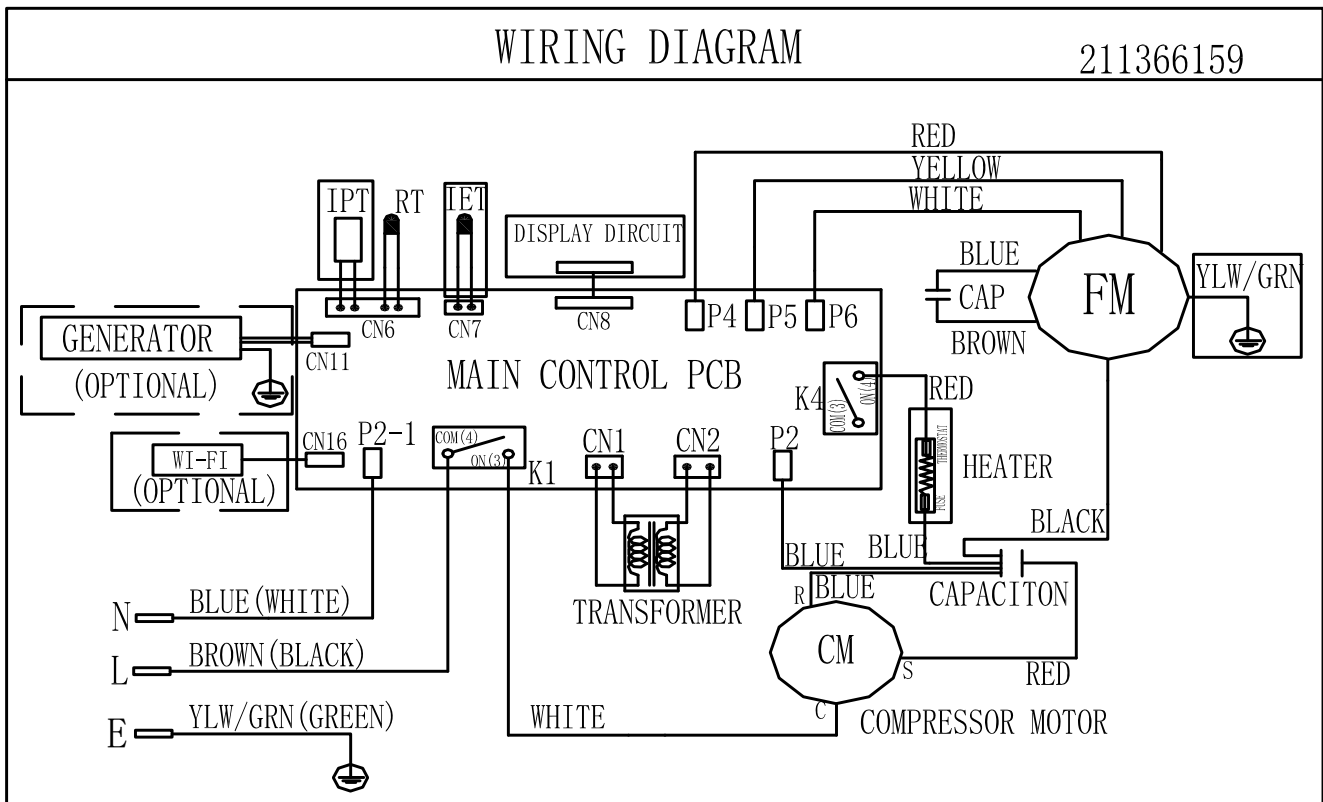 WIRING DIAGRAM
211366159
RED
YELLOW
WHITE
IPT
RT
IET
DISPLAY DIRCUIT
BLUE
CAP
BROWN
FM
YLW/GRN
CN6
CN7
CN8
P4
P5
P6
GENERATOR
(OPTIONAL)
CN11
MAIN CONTROL PCB
K4
COM(3)
ON(4)
RED
WI-FI
(OPTIONAL)
CN16
P2-1
COM(4)
ON(3)
K1
CN1
CN2
P2
THERMOSTAT
FUSE
HEATER
BLACK
BLUE
BLUE
BLUE
CAPACITON
TRANSFORMER
R
CM
S
C
RED
COMPRESSOR MOTOR
N
BLUE(WHITE)
L
BROWN(BLACK)
E
YLW/GRN(GREEN)
WHITE